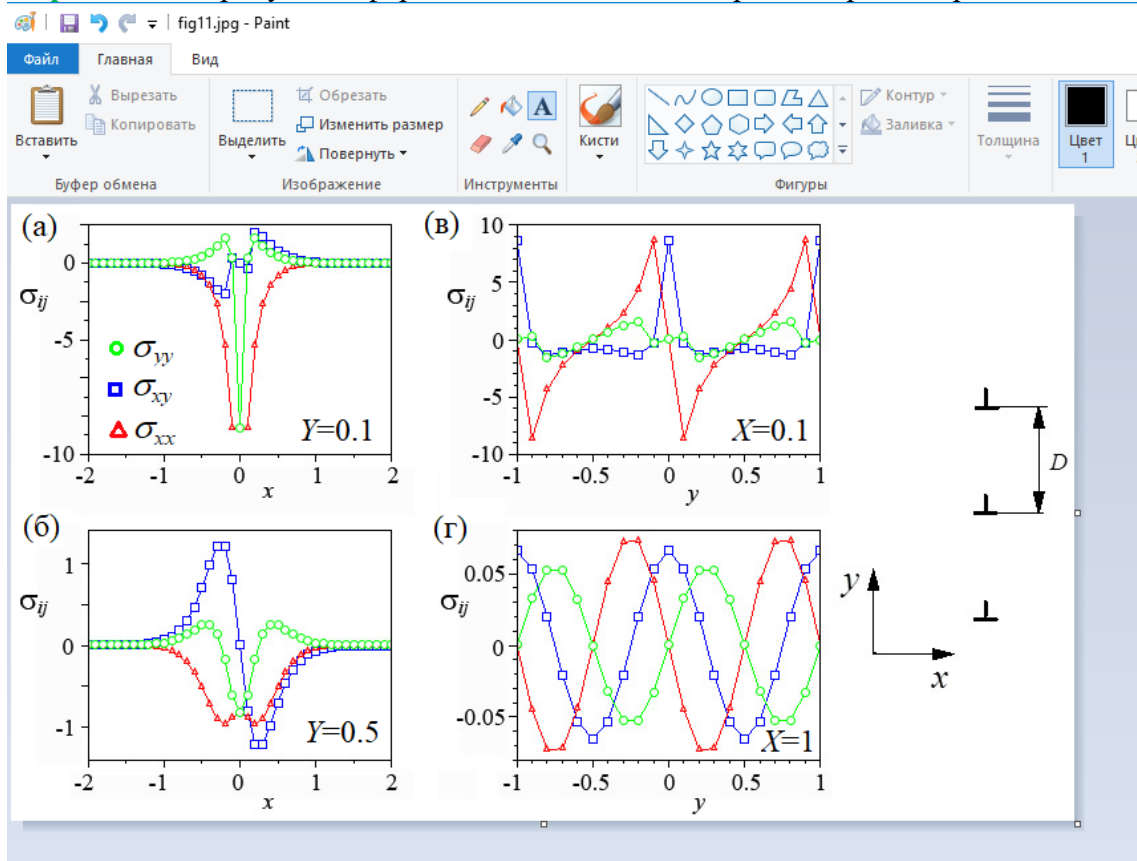 fig11.jpg - Paint
Файл Главная Вид
Вставить
Вырезать
Копировать
Буфер обмена
Выделить
Обрезать
Изменить размер
Повернуть
Изображение
A
Инструменты
Кисти
Контур
Заливка
Фигуры
Толщина
Цвет
1
(а)
0
-5
-10
σij
σyy
σxy
σxx
Y=0.1
-2 -1 0 1 2
x
(в)
10
5
0
-5
-10
σij
X=0.1
-1 -0.5 0 0.5 1
y
(б)
1
0
-1
σij
Y=0.5
-2 -1 0 1 2
x
(г)
0.05
0
-0.05
σij
X=1
-1 -0.5 0 0.5 1
y
D
y
x